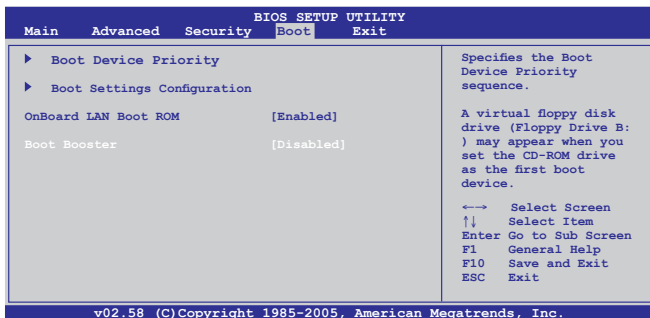 BIOS SETUP UTILITY
Main Advanced Security Boot Exit
Boot Device Priority
Boot Settings Configuration
OnBoard LAN Boot ROM [Enabled]
Boot Booster [Disabled]
Specifies the Boot
Device Priority
sequence.
A virtual floppy disk
drive (Floppy Drive B:
) may appear when you
set the CD-ROM drive
as the first boot
device.
←→ Select Screen
↑↓ Select Item
Enter Go to Sub Screen
F1 General Help
F10 Save and Exit
ESC Exit
v02.58 (C)Copyright 1985-2005, American Megatrends, Inc.